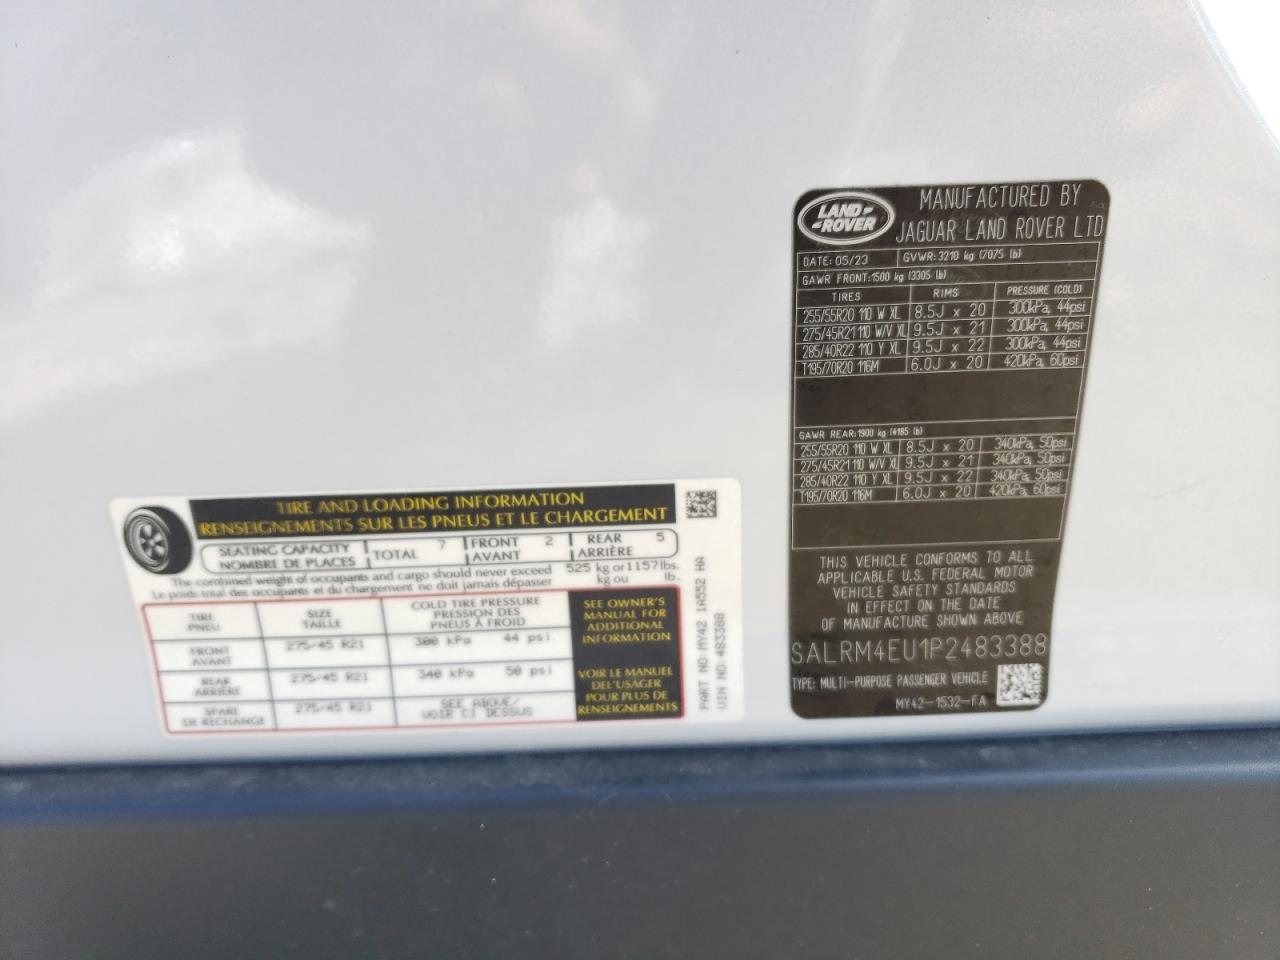 TIRE AND LOADING INFORMATION
RENSEIGNEMENTS SUR LES PNEUS ET LE CHARGEMENT
SEATING CAPACITY
NOMBRE DE PLACES
TOTAL 7
FRONT
AVANT
2
REAR
ARRIÈRE
5
The combined weight of occupants and cargo should never exceed 525 kg or 1157 lbs.
Le poids total des occupants et du chargement ne doit jamais dépasser kg ou lb.
TIRE
PNEU
SIZE
TAILLE
COLD TIRE PRESSURE
PRESSION DES
PNEUS À FROID
FRONT
AVANT
275/45 R21
300 kPa 44 psi
REAR
ARRIÈRE
275/45 R21
340 kPa 50 psi
SPARE
DE RECHANGE
275/45 R21
SEE ABOVE/
VOIR CI DESSUS
SEE OWNER'S
MANUAL FOR
ADDITIONAL
INFORMATION
VOIR LE MANUEL
DEL'USAGER
POUR PLUS DE
RENSEIGNEMENTS
PART NO:MY42 1A552 HA
VIN NO:483388
LAND-
-ROVER
MANUFACTURED BY
JAGUAR LAND ROVER LTD
DATE: 05/23
GVWR: 3210 kg (7075 lb)
GAWR FRONT:1500 kg (3305 lb)
TIRES RIMS PRESSURE (COLD)
255/55R20 110 W XL 8.5J x 20 300kPa, 44psi
275/45R21 110 W/V XL 9.5J x 21 300kPa, 44psi
285/40R22 110 Y XL 9.5J x 22 300kPa, 44psi
T195/70R20 116M 6.0J x 20 420kPa, 60psi
GAWR REAR:1900 kg (4185 lb)
255/55R20 110 W XL 8.5J x 20 340kPa, 50psi
275/45R21 110 W/V XL 9.5J x 21 340kPa, 50psi
285/40R22 110 Y XL 9.5J x 22 340kPa, 50psi
T195/70R20 116M 6.0J x 20 420kPa, 60psi
THIS VEHICLE CONFORMS TO ALL
APPLICABLE U.S. FEDERAL MOTOR
VEHICLE SAFETY STANDARDS
IN EFFECT ON THE DATE
OF MANUFACTURE SHOWN ABOVE
SALRM4EU1P2483388
TYPE: MULTI-PURPOSE PASSENGER VEHICLE
MY42-1532-FA